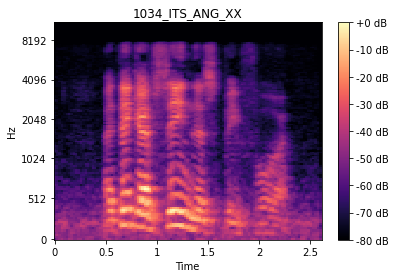 1034_ITS_ANG_XX
Hz
8192
4096
2048
1024
512
0
0 0.5 1 1.5 2 2.5
Time
+0 dB
-10 dB
-20 dB
-30 dB
-40 dB
-50 dB
-60 dB
-70 dB
-80 dB